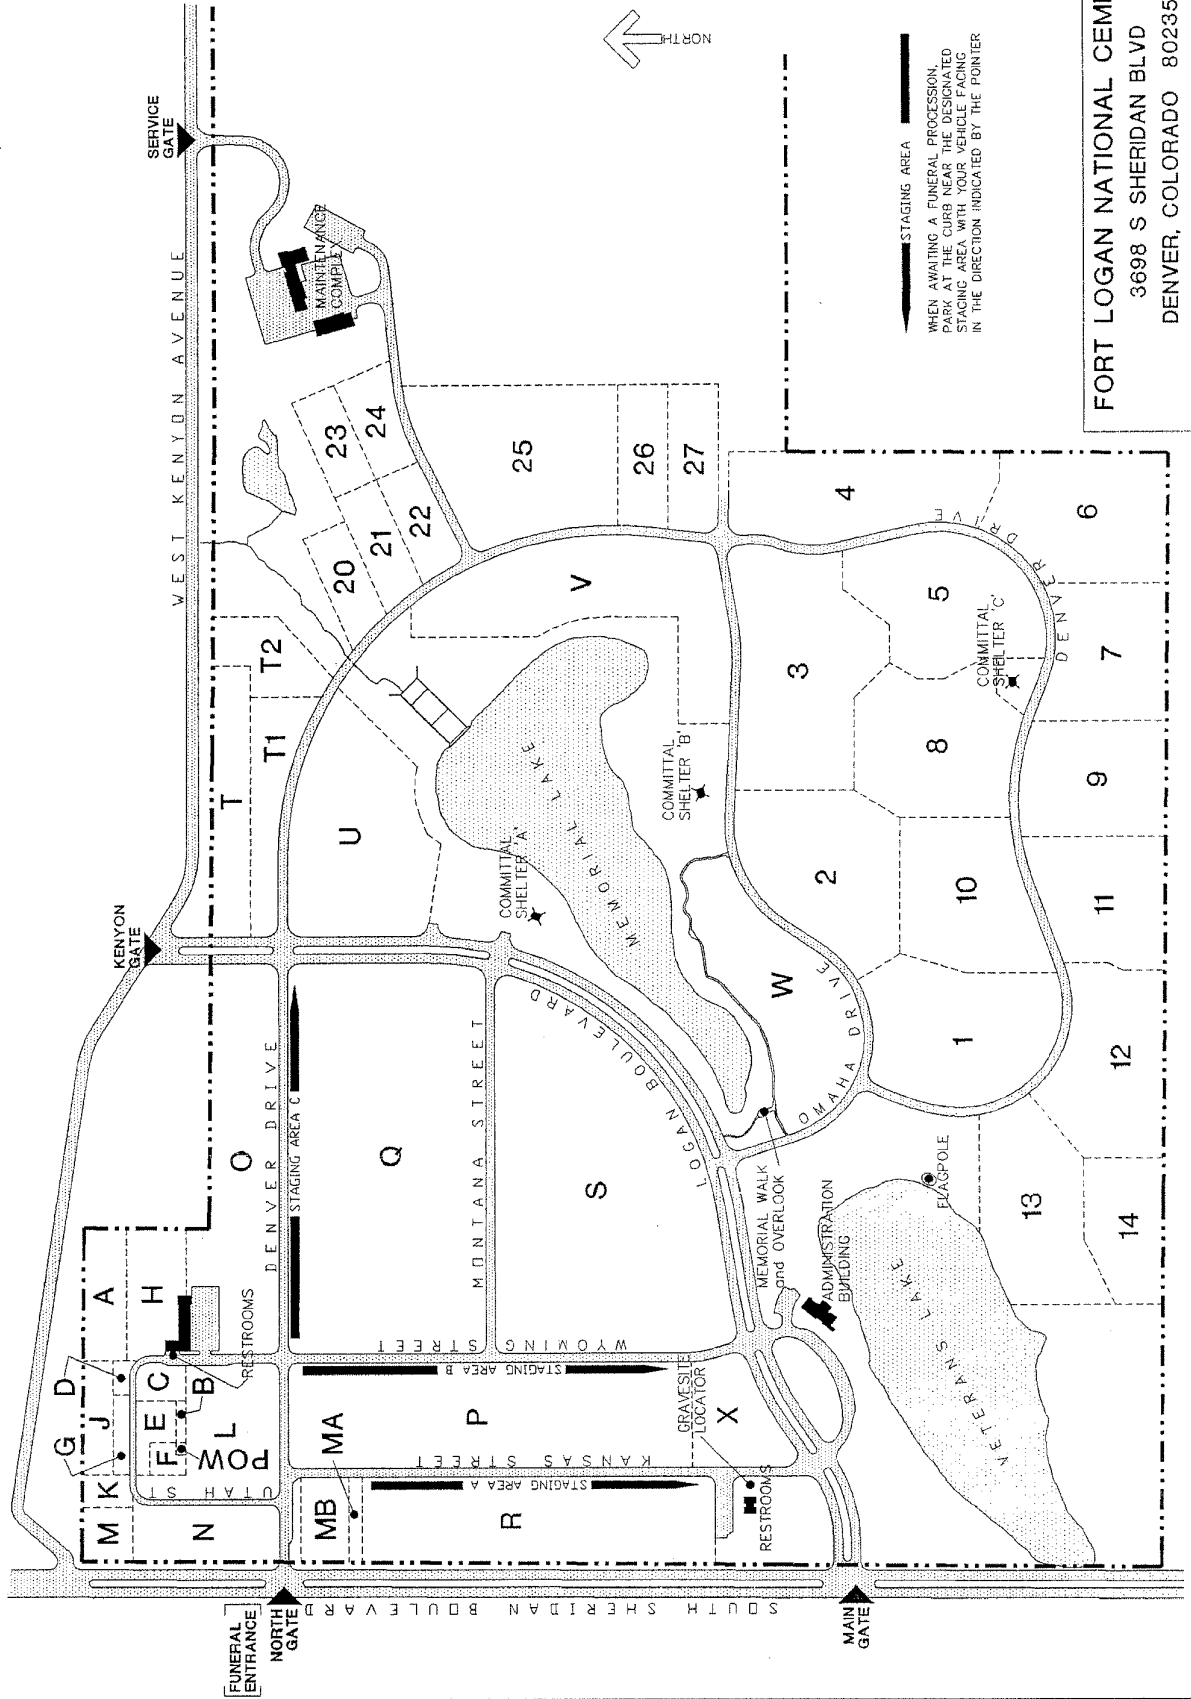 WEST KENYON AVENUE
SERVICE
GATE
MAINTENANCE
COMPLEX
NORTH
STAGING AREA
WHEN AWAITING A FUNERAL PROCESSION,
PARK AT THE CURB NEAR THE DESIGNATED
STAGING AREA WITH YOUR VEHICLE FACING
IN THE DIRECTION INDICATED BY THE POINTER
FORT LOGAN NATIONAL CEM
3698 S SHERIDAN BLVD
DENVER, COLORADO 80235
KENYON
GATE
T
T1
T2
20
21
22
23
24
25
26
27
U
V
COMMITTAL
SHELTER 'A'
MEMORIAL LAKE
COMMITTAL
SHELTER 'B'
COMMITTAL
SHELTER 'C'
DENVER DRIVE
DENVER
1
2
3
4
5
6
7
8
9
10
11
12
13
14
W
OMAHA DRIVE
LOGAN BOULEVARD
MEMORIAL WALK
and OVERLOOK
ADMINISTRATION
BUILDING
FLAGPOLE
VETERANS LAKE
O
DENVER DRIVE
STAGING AREA C
Q
MONTANA STREET
S
WYOMING STREET
STAGING AREA B
P
KANSAS STREET
STAGING AREA A
R
X
GRAVESITE
LOCATOR
RESTROOMS
MA
MB
A
H
RESTROOMS
D
G
J
K
M
C
B
E
F
POW
L
UTAH ST
N
FUNERAL
ENTRANCE
NORTH
GATE
SOUTH SHERIDAN BOULEVARD
MAIN
GATE